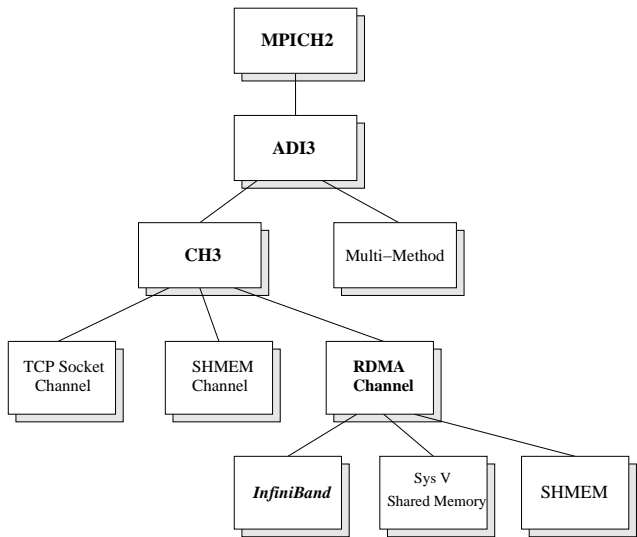 MPICH2
ADI3
CH3
Multi−Method
TCP Socket
Channel
SHMEM
Channel
RDMA
Channel
InfiniBand
Sys V
Shared Memory
SHMEM